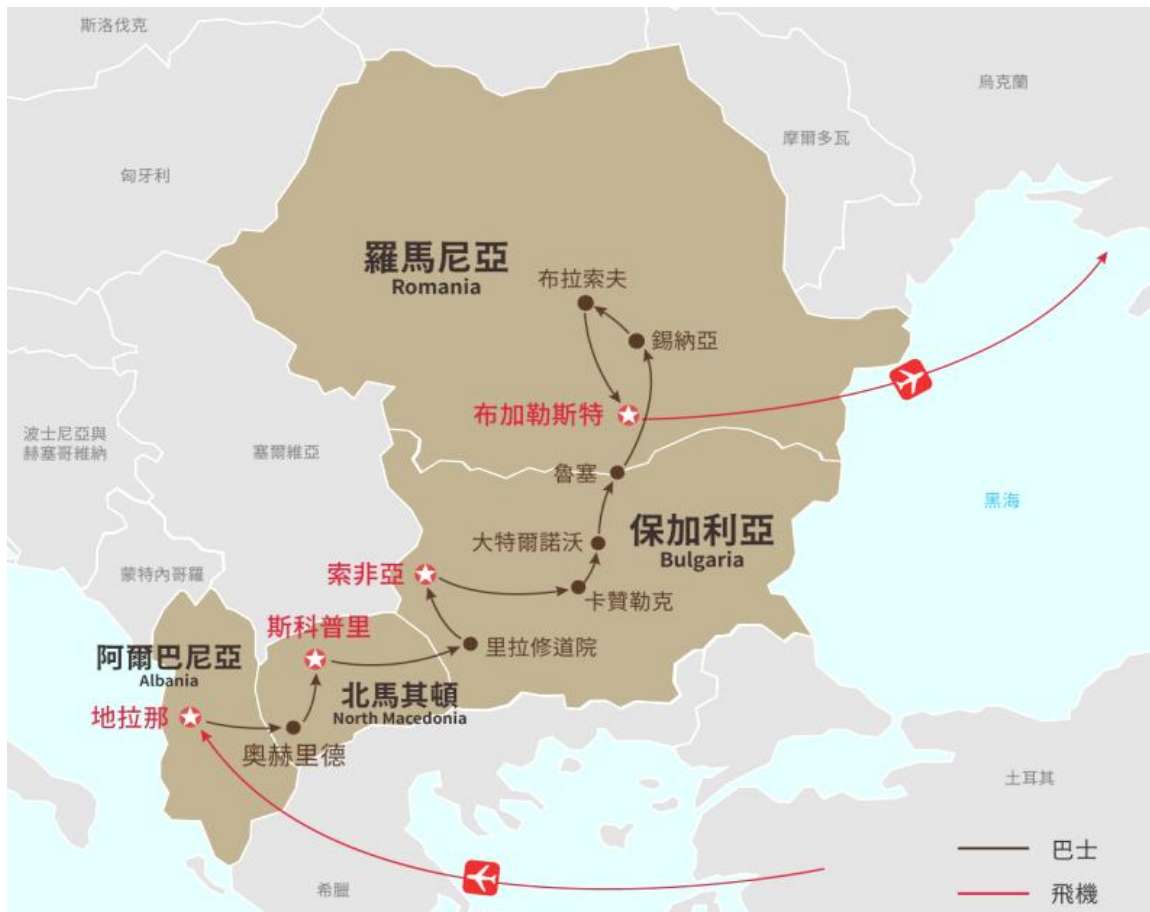 斯洛伐克
烏克蘭
摩爾多瓦
匈牙利
羅馬尼亞
Romania
布拉索夫
錫納亞
布加勒斯特
波士尼亞與
赫塞哥維納
塞爾維亞
魯塞
黑海
保加利亞
Bulgaria
大特爾諾沃
蒙特內哥羅
索非亞
卡贊勒克
斯科普里
里拉修道院
阿爾巴尼亞
Albania
北馬其頓
North Macedonia
地拉那
奧赫里德
土耳其
希臘
巴士
飛機